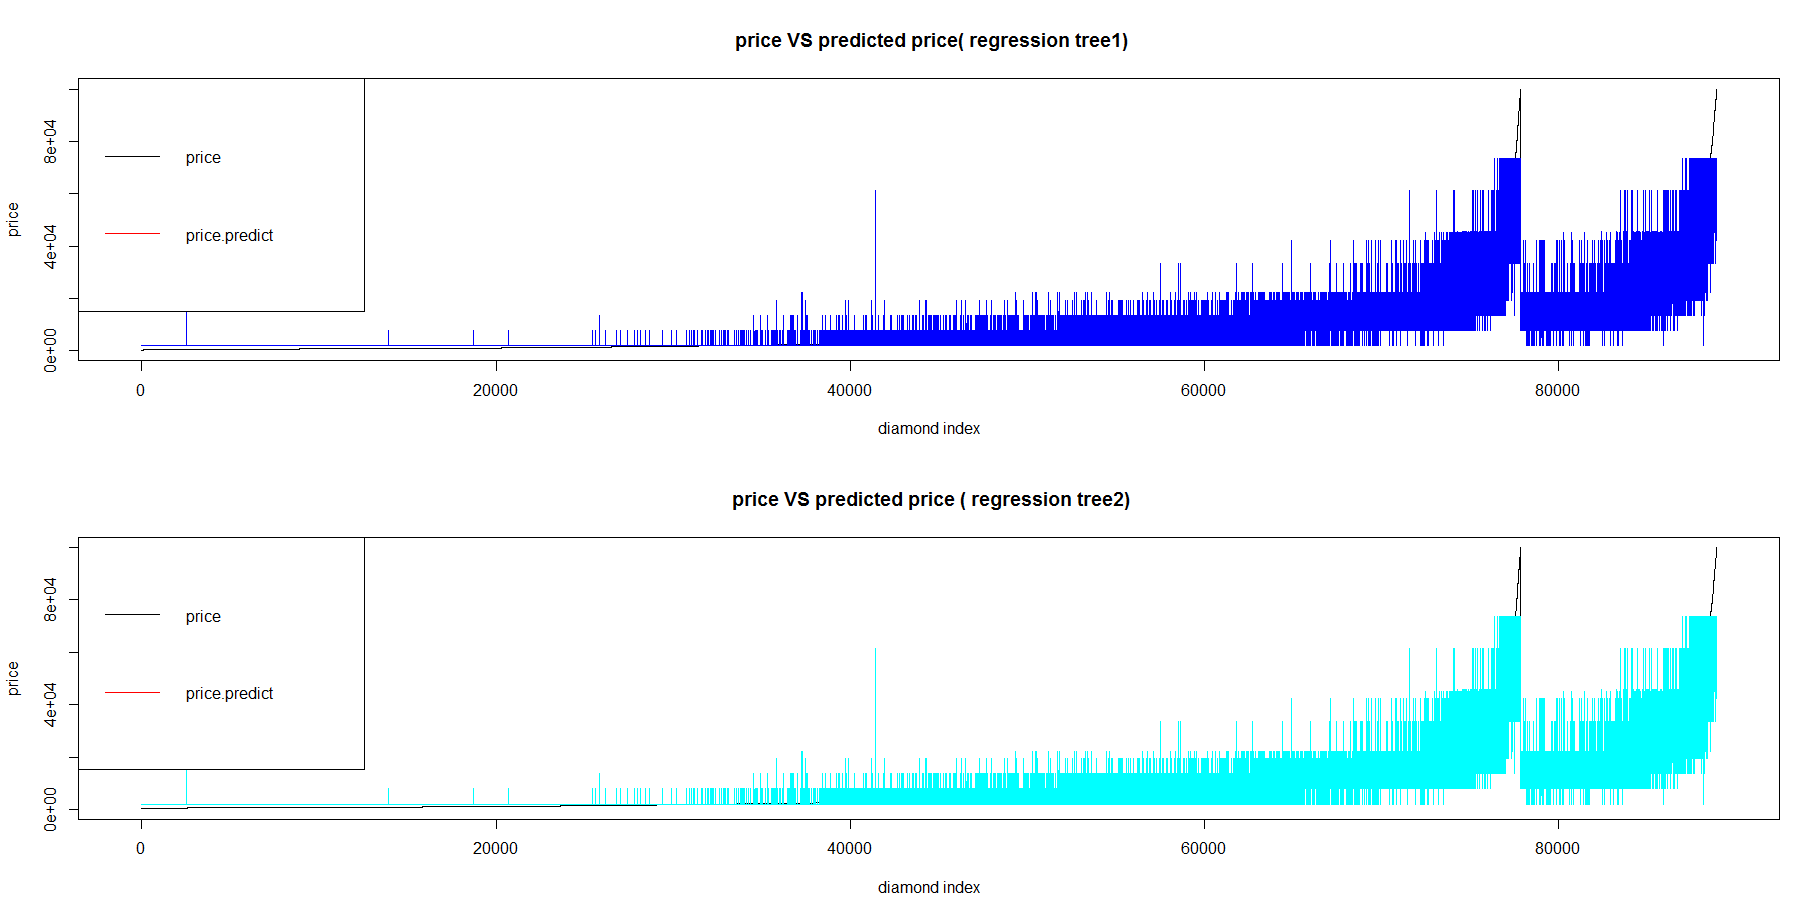 price VS predicted price( regression tree1)
price
price.predict
price
0e+00 4e+04 8e+04
0 20000 40000 60000 80000
diamond index
price VS predicted price ( regression tree2)
price
price.predict
price
0e+00 4e+04 8e+04
0 20000 40000 60000 80000
diamond index